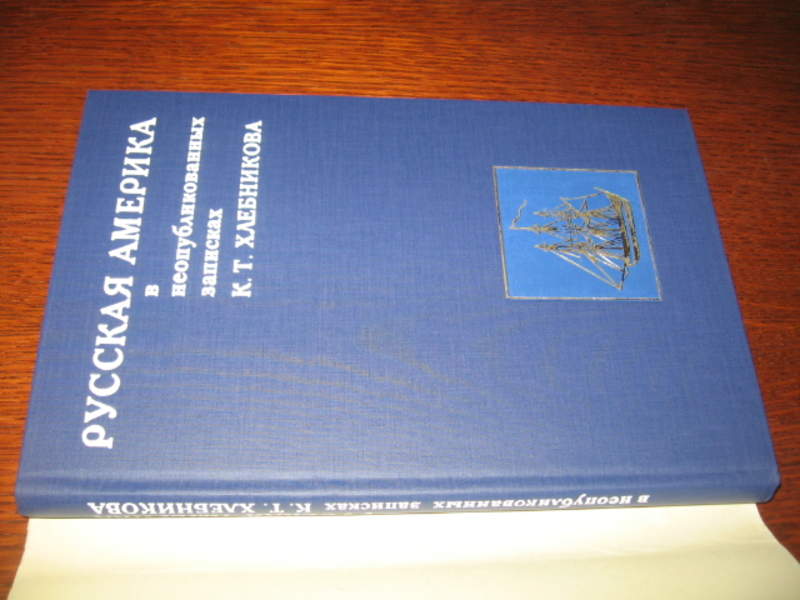 РУССКАЯ АМЕРИКА
в
неопубликованных
записках
К. Т. ХЛЕБНИКОВА
в неопубликованных записках К. Т. ХЛЕБНИКОВА